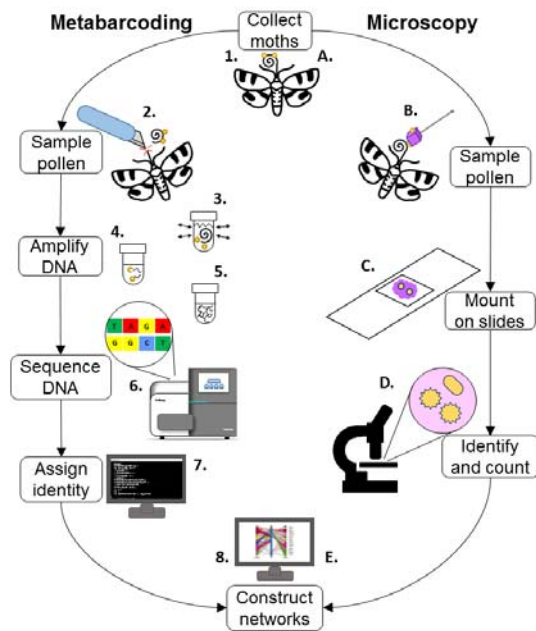 Metabarcoding
Collect
moths
Microscopy
1.
A.
2.
B.
Sample
pollen
Sample
pollen
3.
4.
Amplify
DNA
5.
C.
Mount
on slides
T A G A
G G C T
Sequence
DNA
6.
D.
Identify
and count
Assign
identity
7.
8.
E.
Construct
networks